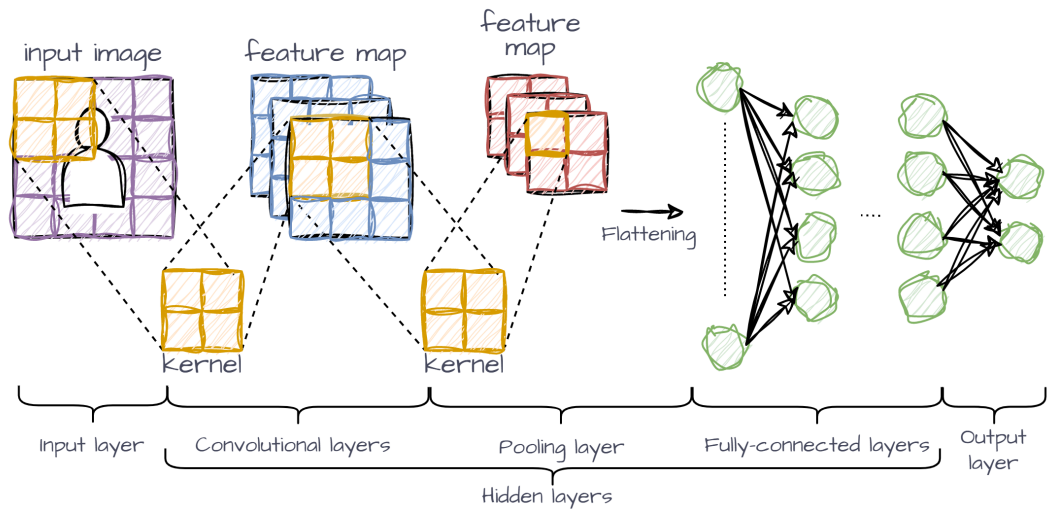 input image
feature map
feature
map
Flattening
kernel
kernel
Input layer
Convolutional layers
Pooling layer
Fully-connected layers
Output
layer
Hidden layers